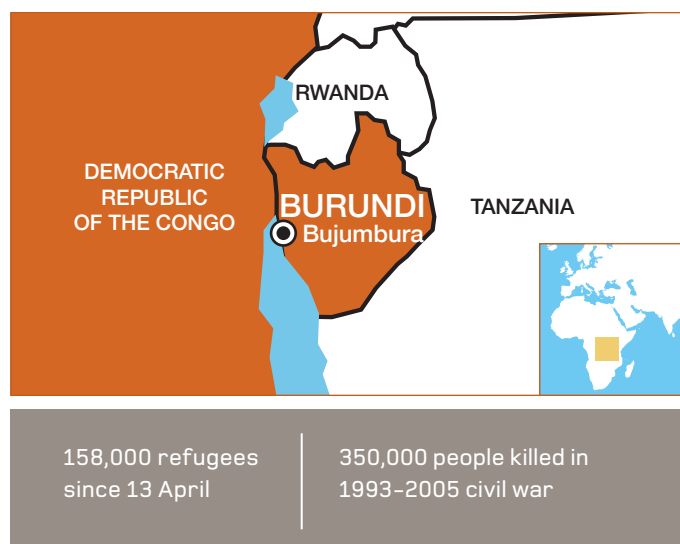 RWANDA
DEMOCRATIC
REPUBLIC
OF THE CONGO
BURUNDI
Bujumbura
TANZANIA
158,000 refugees
since 13 April
350,000 people killed in
1993–2005 civil war